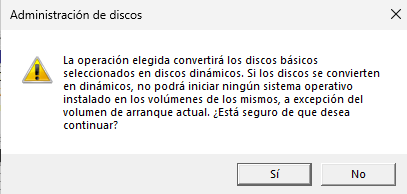 Administración de discos
La operación elegida convertirá los discos básicos
seleccionados en discos dinámicos. Si los discos se convierten
en dinámicos, no podrá iniciar ningún sistema operativo
instalado en los volúmenes de los mismos, a excepción del
volumen de arranque actual. ¿Está seguro de que desea
continuar?
Sí
No